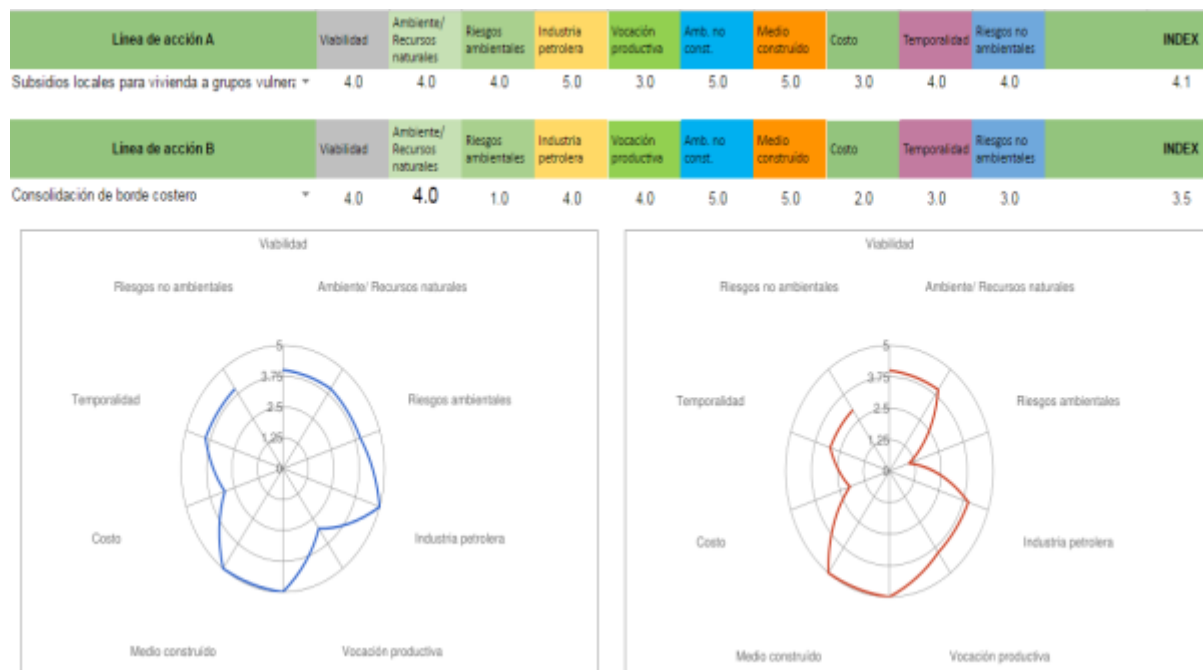 Línea de acción A
Viabilidad
Ambiente/
Recursos
naturales
Riesgos
ambientales
Industria
petrolera
Vocación
productiva
Amb. no
const.
Medio
construído
Costo
Temporalidad
Riesgos no
ambientales
INDEX
Subsidios locales para vivienda a grupos vulnera 4.0 4.0 4.0 5.0 3.0 5.0 5.0 3.0 4.0 4.0 4.1
Línea de acción B
Viabilidad
Ambiente/
Recursos
naturales
Riesgos
ambientales
Industria
petrolera
Vocación
productiva
Amb. no
const.
Medio
construído
Costo
Temporalidad
Riesgos no
ambientales
INDEX
Consolidación de borde costero 4.0 4.0 1.0 4.0 4.0 5.0 5.0 2.0 3.0 3.0 3.5
Viabilidad
Riesgos no ambientales
Ambiente/ Recursos naturales
5
3.75
2.5
1.25
0
Temporalidad
Riesgos ambientales
Costo
Industria petrolera
Medio construído
Vocación productiva
Viabilidad
Riesgos no ambientales
Ambiente/ Recursos naturales
5
3.75
2.5
1.25
0
Temporalidad
Riesgos ambientales
Costo
Industria petrolera
Medio construído
Vocación productiva